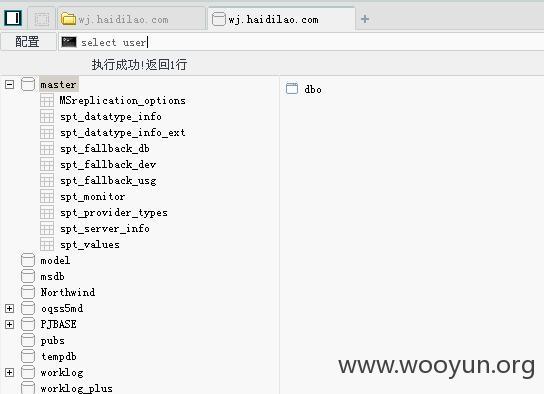 wj.haidilao.com wj.haidilao.com +
配置 select user
执行成功!返回1行
master
MSreplication_options
spt_datatype_info
spt_datatype_info_ext
spt_fallback_db
spt_fallback_dev
spt_fallback_usg
spt_monitor
spt_provider_types
spt_server_info
spt_values
model
msdb
Northwind
oqss5md
PJBASE
pubs
tempdb
worklog
worklog_plus
dbo
www.wooyun.org